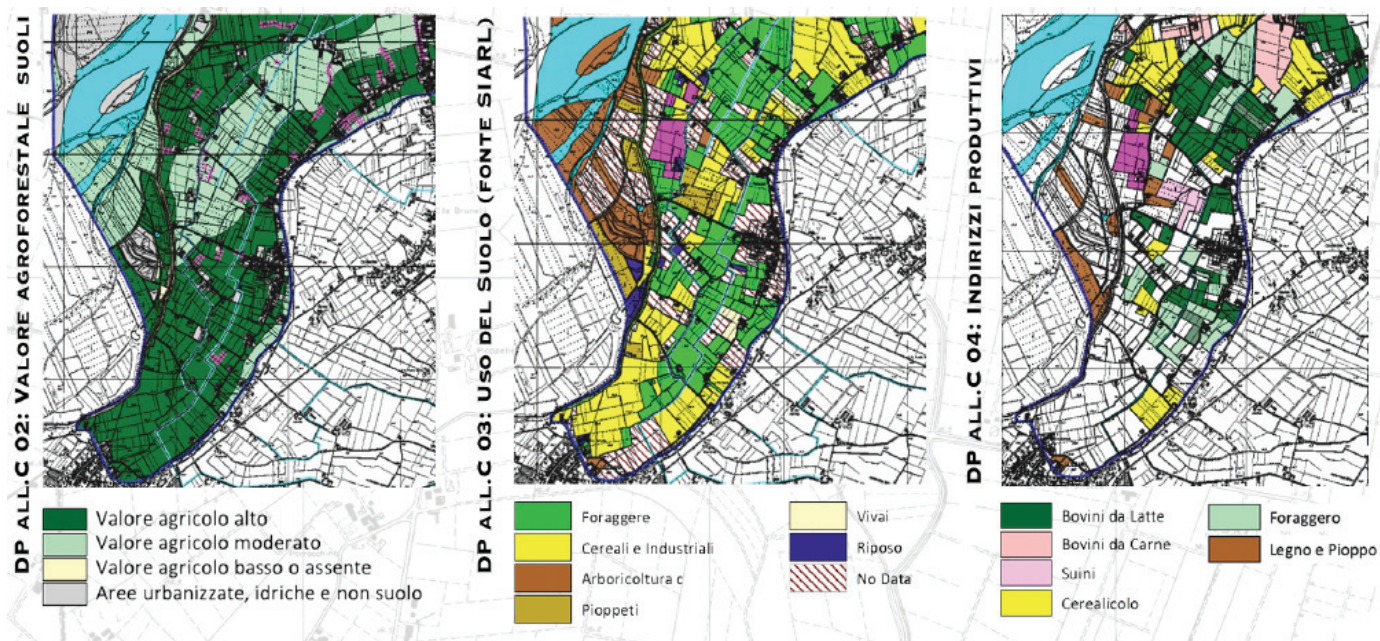 DP ALL.C 02: VALORE AGROFORESTALE SUOLI
Valore agricolo alto
Valore agricolo moderato
Valore agricolo basso o assente
Aree urbanizzate, idriche e non suolo
DP ALL.C 03: USO DEL SUOLO (FONTE SIARL)
Foraggere
Cereali e Industriali
Arboricoltura c
Pioppeti
Vivai
Riposo
No Data
DP ALL.C 04: INDIRIZZI PRODUTTIVI
Bovini da Latte
Bovini da Carne
Suini
Cerealicolo
Foraggero
Legno e Pioppo